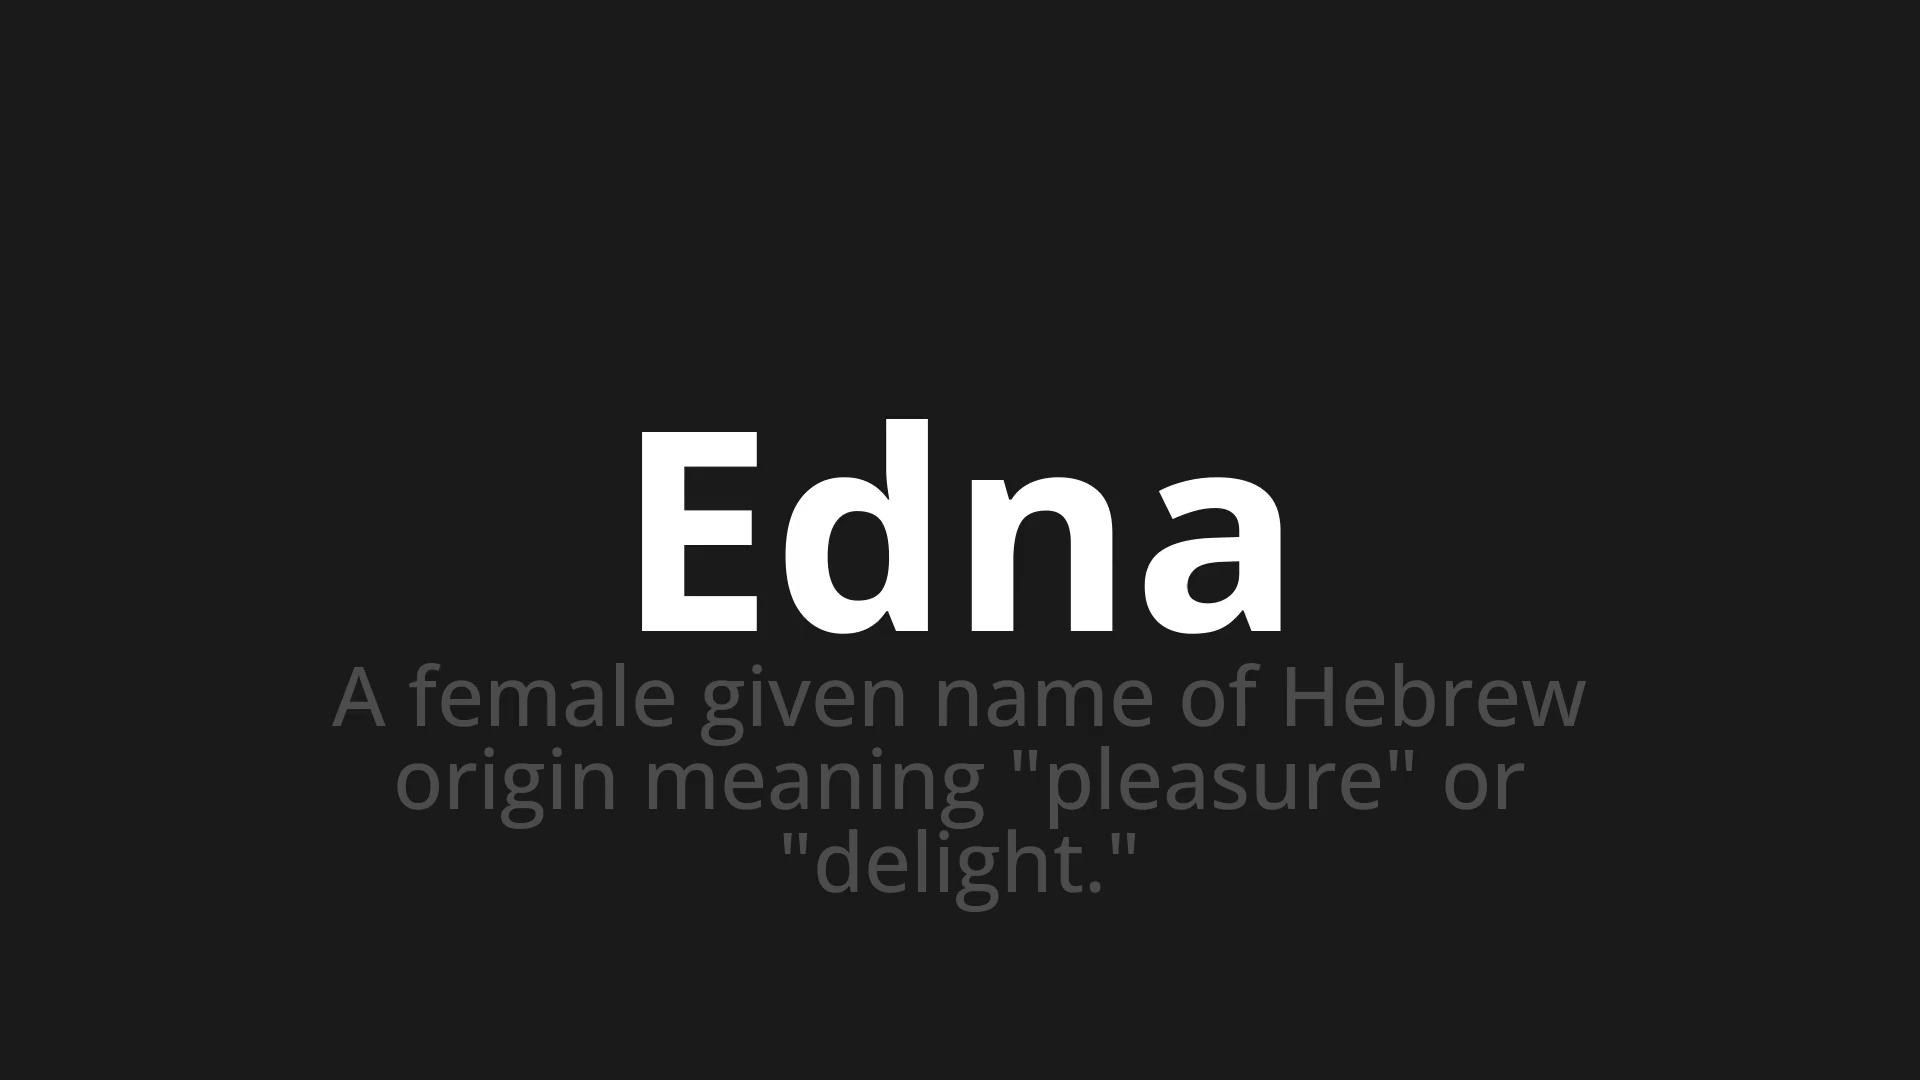 Edna
A female given name of Hebrew
origin meaning "pleasure" or
"delight."